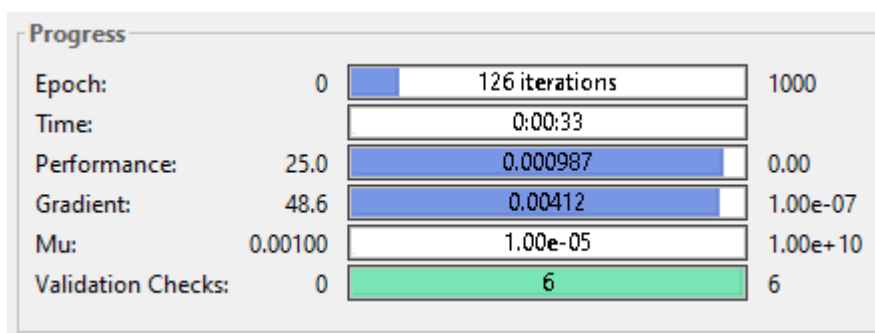 Progress
Epoch: 0 126 iterations 1000
Time: 0:00:33
Performance: 25.0 0.000987 0.00
Gradient: 48.6 0.00412 1.00e-07
Mu: 0.00100 1.00e-05 1.00e+10
Validation Checks: 0 6 6